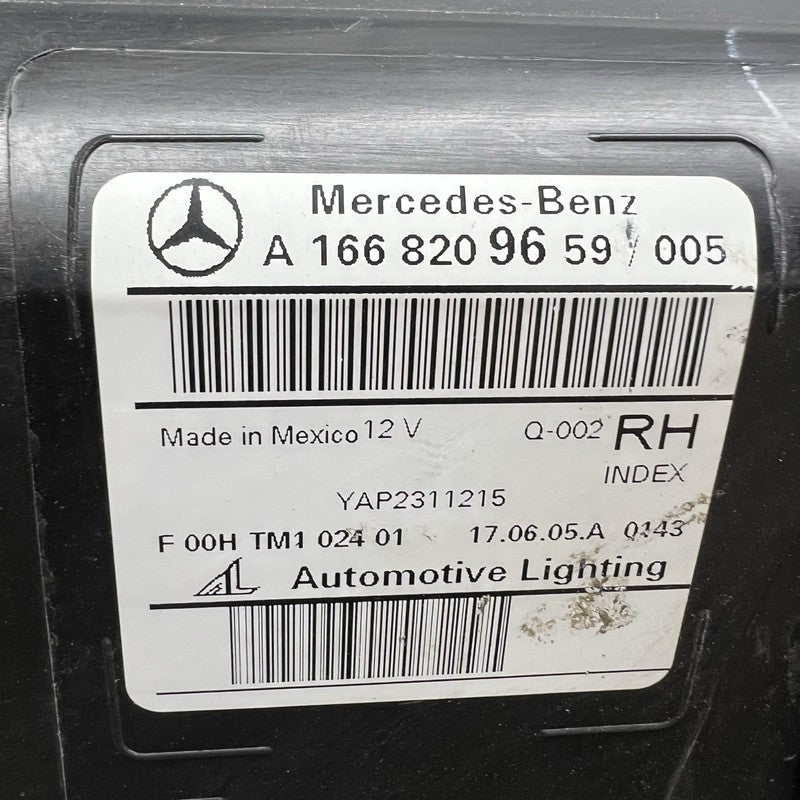 Mercedes-Benz
A 166 820 96 59 / 005
Made in Mexico 12 V Q-002 RH
INDEX
YAP2311215
F 00H TM1 024 01 17.06.05.A 0143
AL Automotive Lighting